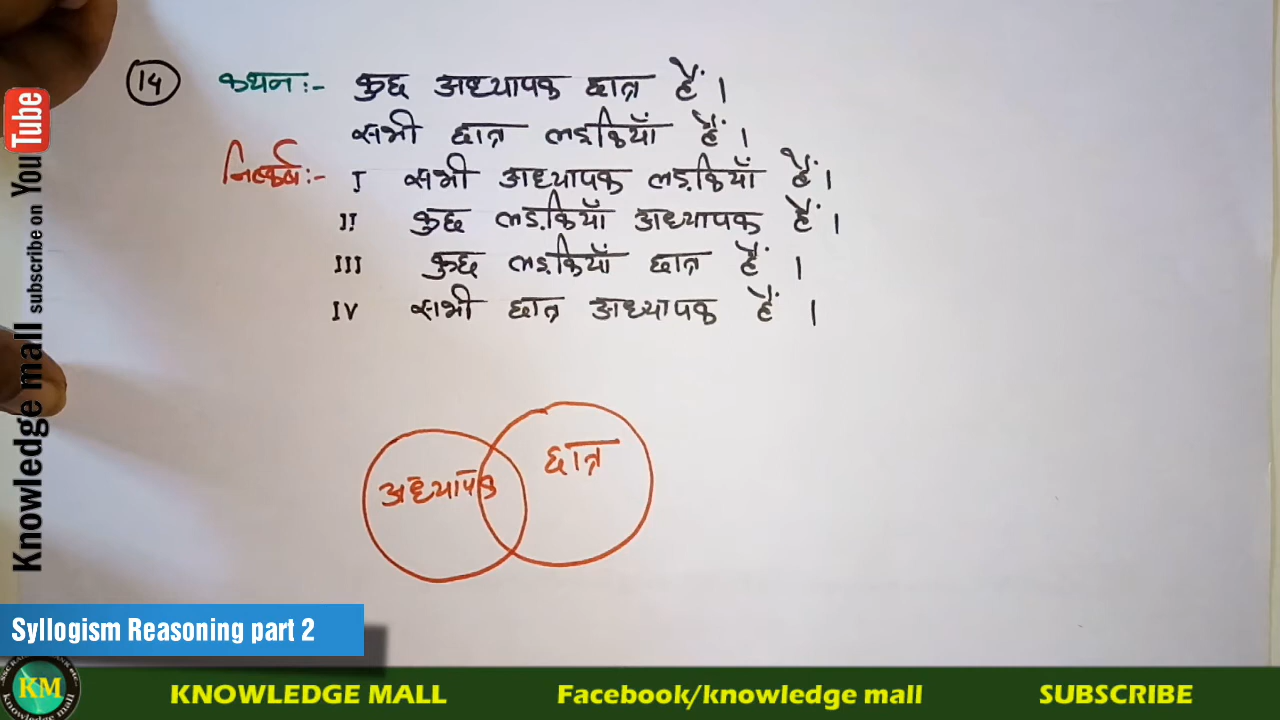 14 कथन:- कुछ अध्यापक छात्र हैं।
सभी छात्र लड़कियाँ हैं।
निष्कर्ष:- I सभी अध्यापक लड़कियाँ हैं।
II कुछ लड़कियाँ अध्यापक हैं।
III कुछ लड़कियाँ छात्र हैं ।
IV सभी छात्र अध्यापक हैं ।
अध्यापक
छात्र
Knowledge mall subscribe on YouTube
Syllogism Reasoning part 2
KM
knowledge mall
KNOWLEDGE MALL
Facebook/knowledge mall
SUBSCRIBE